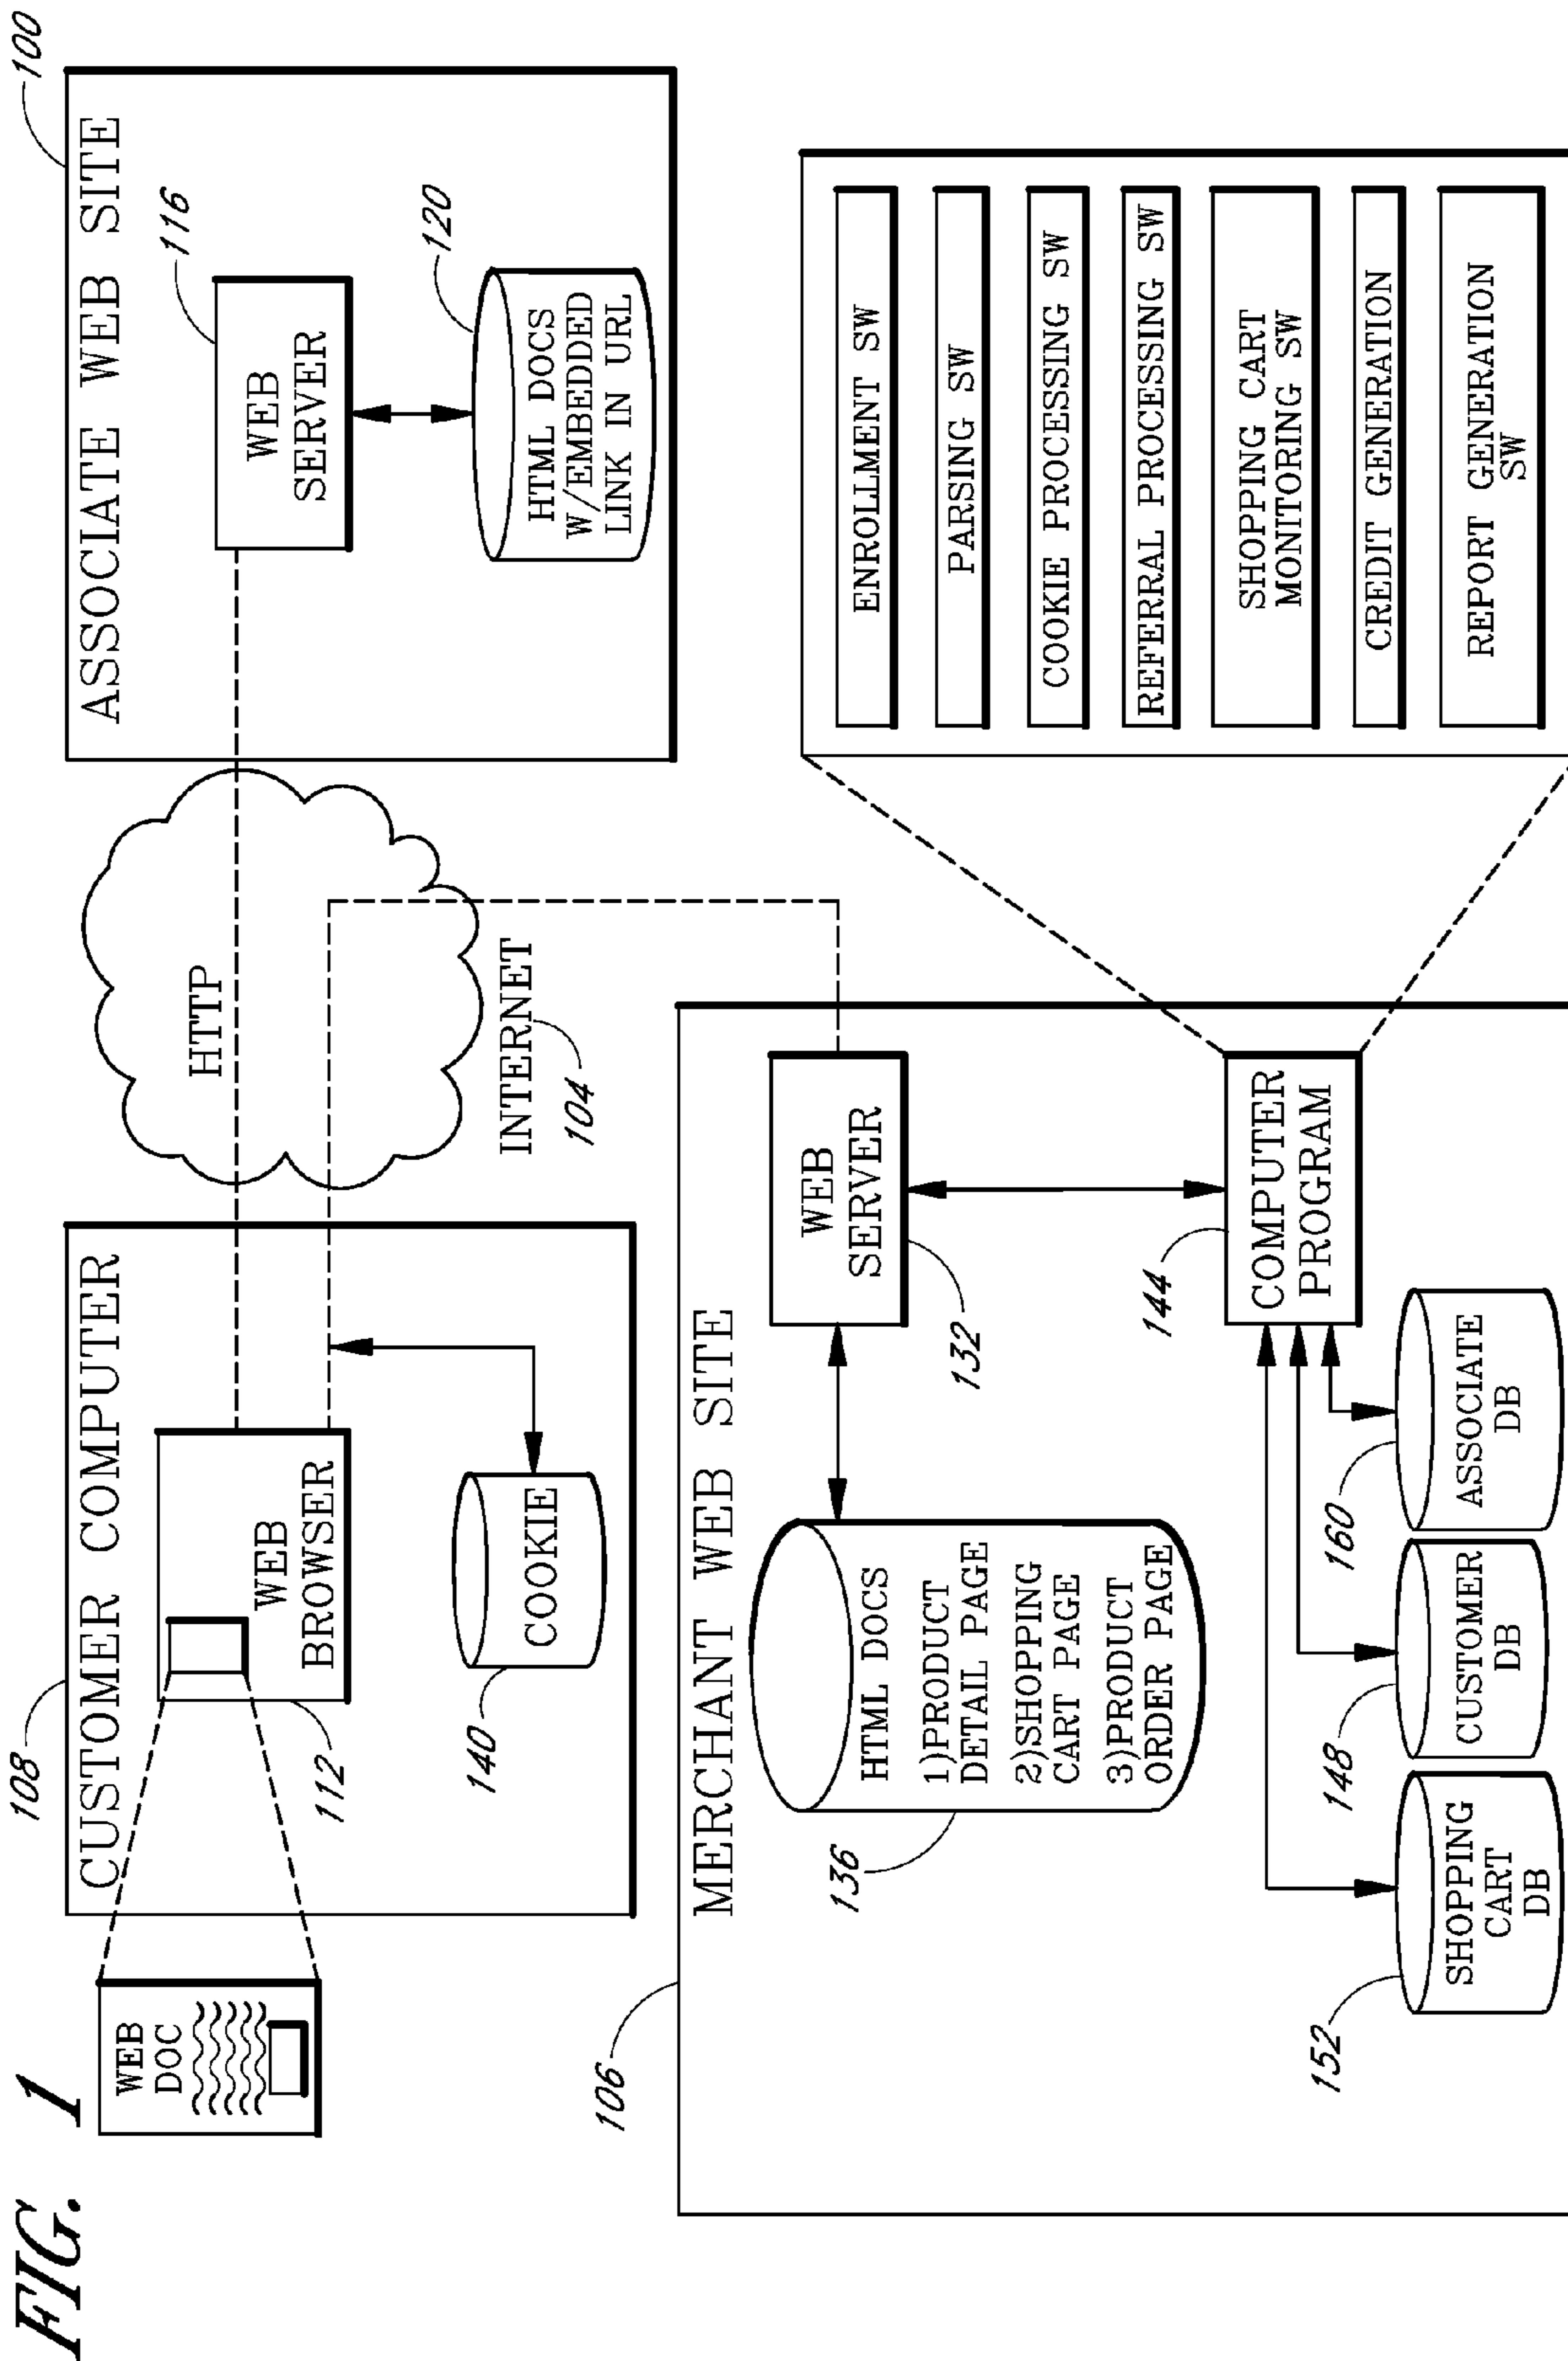 FIG. 1
108
CUSTOMER COMPUTER
WEB
DOC
WEB
BROWSER
112
COOKIE
140
HTTP
INTERNET
104
100
ASSOCIATE WEB SITE
116
WEB
SERVER
120
HTML DOCS
W/EMBEDDED
LINK IN URL
106
MERCHANT WEB SITE
HTML DOCS
1)PRODUCT
DETAIL PAGE
2)SHOPPING
CART PAGE
3)PRODUCT
ORDER PAGE
136
WEB
SERVER
132
144
COMPUTER
PROGRAM
152
SHOPPING
CART
DB
148
CUSTOMER
DB
160
ASSOCIATE
DB
ENROLLMENT SW
PARSING SW
COOKIE PROCESSING SW
REFERRAL PROCESSING SW
SHOPPING CART
MONITORING SW
CREDIT GENERATION
REPORT GENERATION
SW